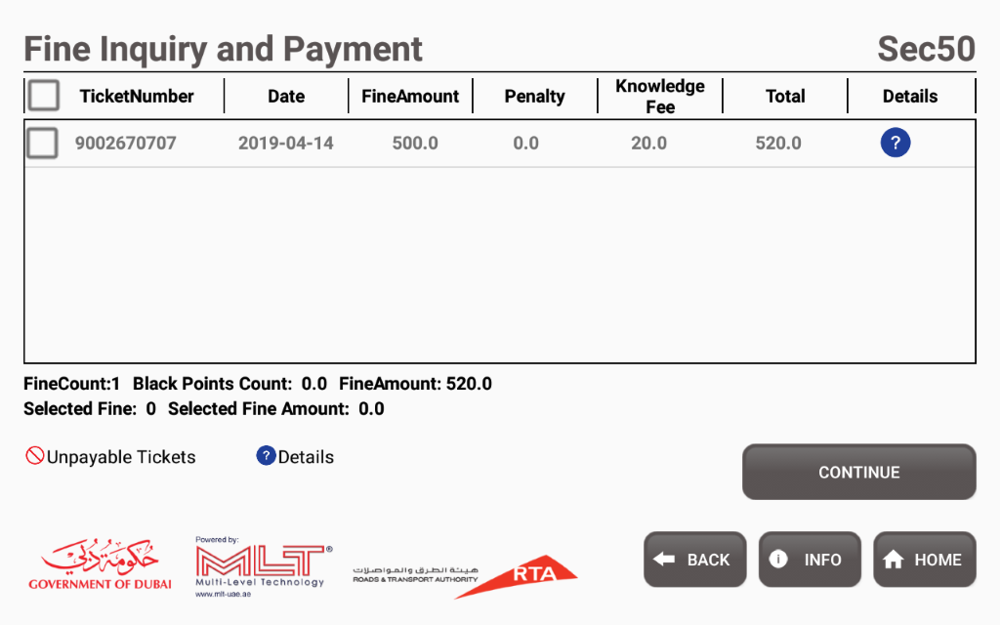 Fine Inquiry and Payment Sec50
TicketNumber Date FineAmount Penalty Knowledge Fee Total Details
9002670707 2019-04-14 500.0 0.0 20.0 520.0 ?
FineCount:1 Black Points Count: 0.0 FineAmount: 520.0
Selected Fine: 0 Selected Fine Amount: 0.0
Unpayable Tickets ? Details
CONTINUE
حكومة دبي
GOVERNMENT OF DUBAI
Powered by:
MLT®
Multi-Level Technology
www.mlt-uae.ae
هيئة الطرق والمواصلات
ROADS & TRANSPORT AUTHORITY
RTA
BACK
INFO
HOME